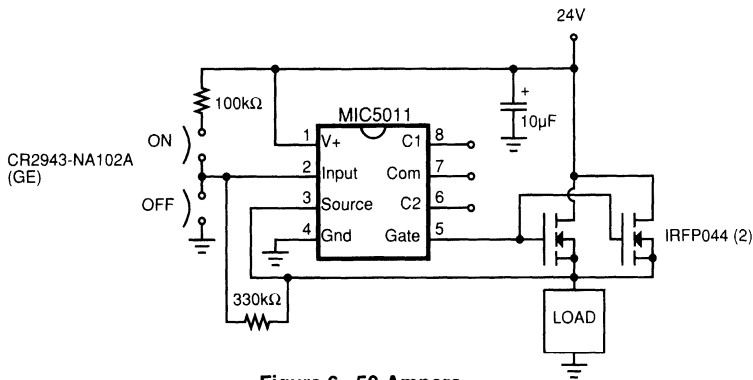 24V
100kΩ
+
10µF
MIC5011
ON
OFF
CR2943-NA102A
(GE)
1 V+ C1 8
2 Input Com 7
3 Source C2 6
4 Gnd Gate 5
IRFP044 (2)
330kΩ
LOAD